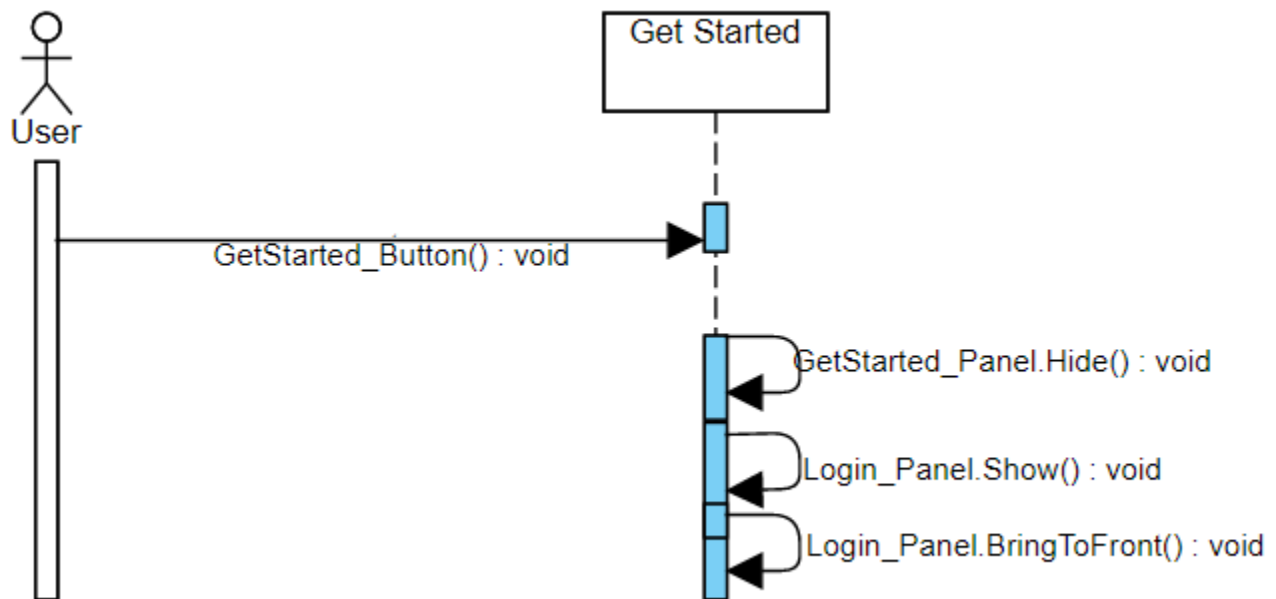 Get Started
User
GetStarted_Button() : void
GetStarted_Panel.Hide() : void
Login_Panel.Show() : void
Login_Panel.BringToFront() : void